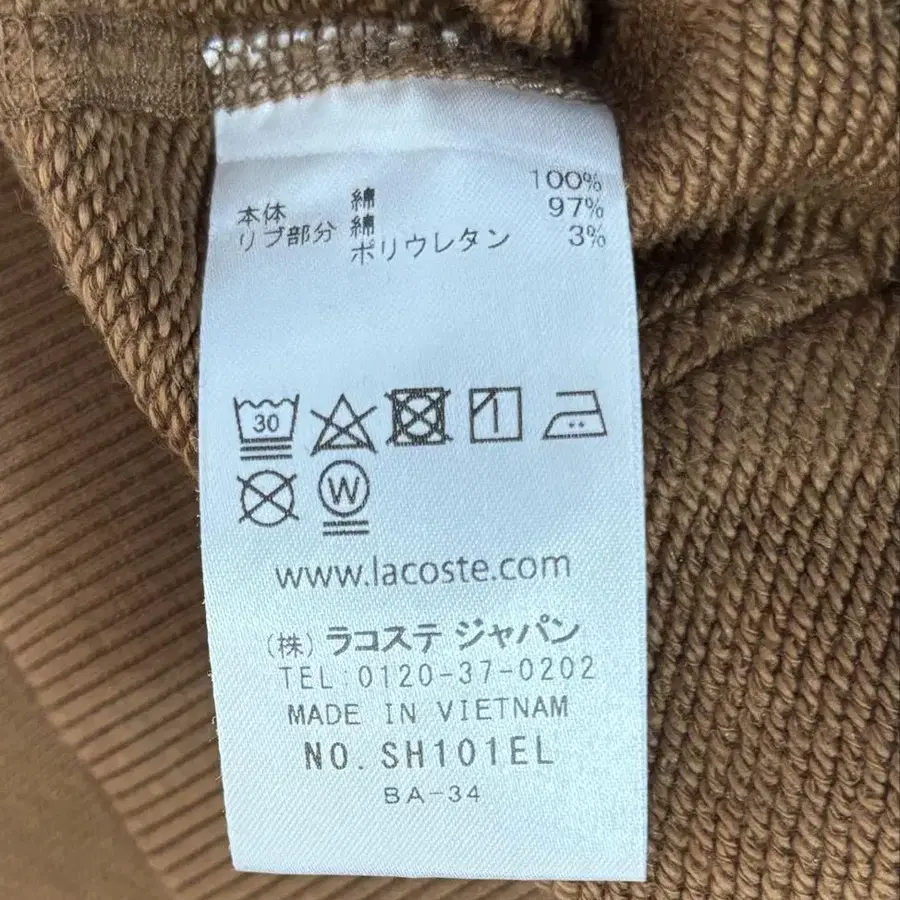 本体 綿 100%
リブ部分 綿 97%
ポリウレタン 3%
30
W
www.lacoste.com
(株) ラコステ ジャパン
TEL:0120-37-0202
MADE IN VIETNAM
NO. SH101EL
BA-34